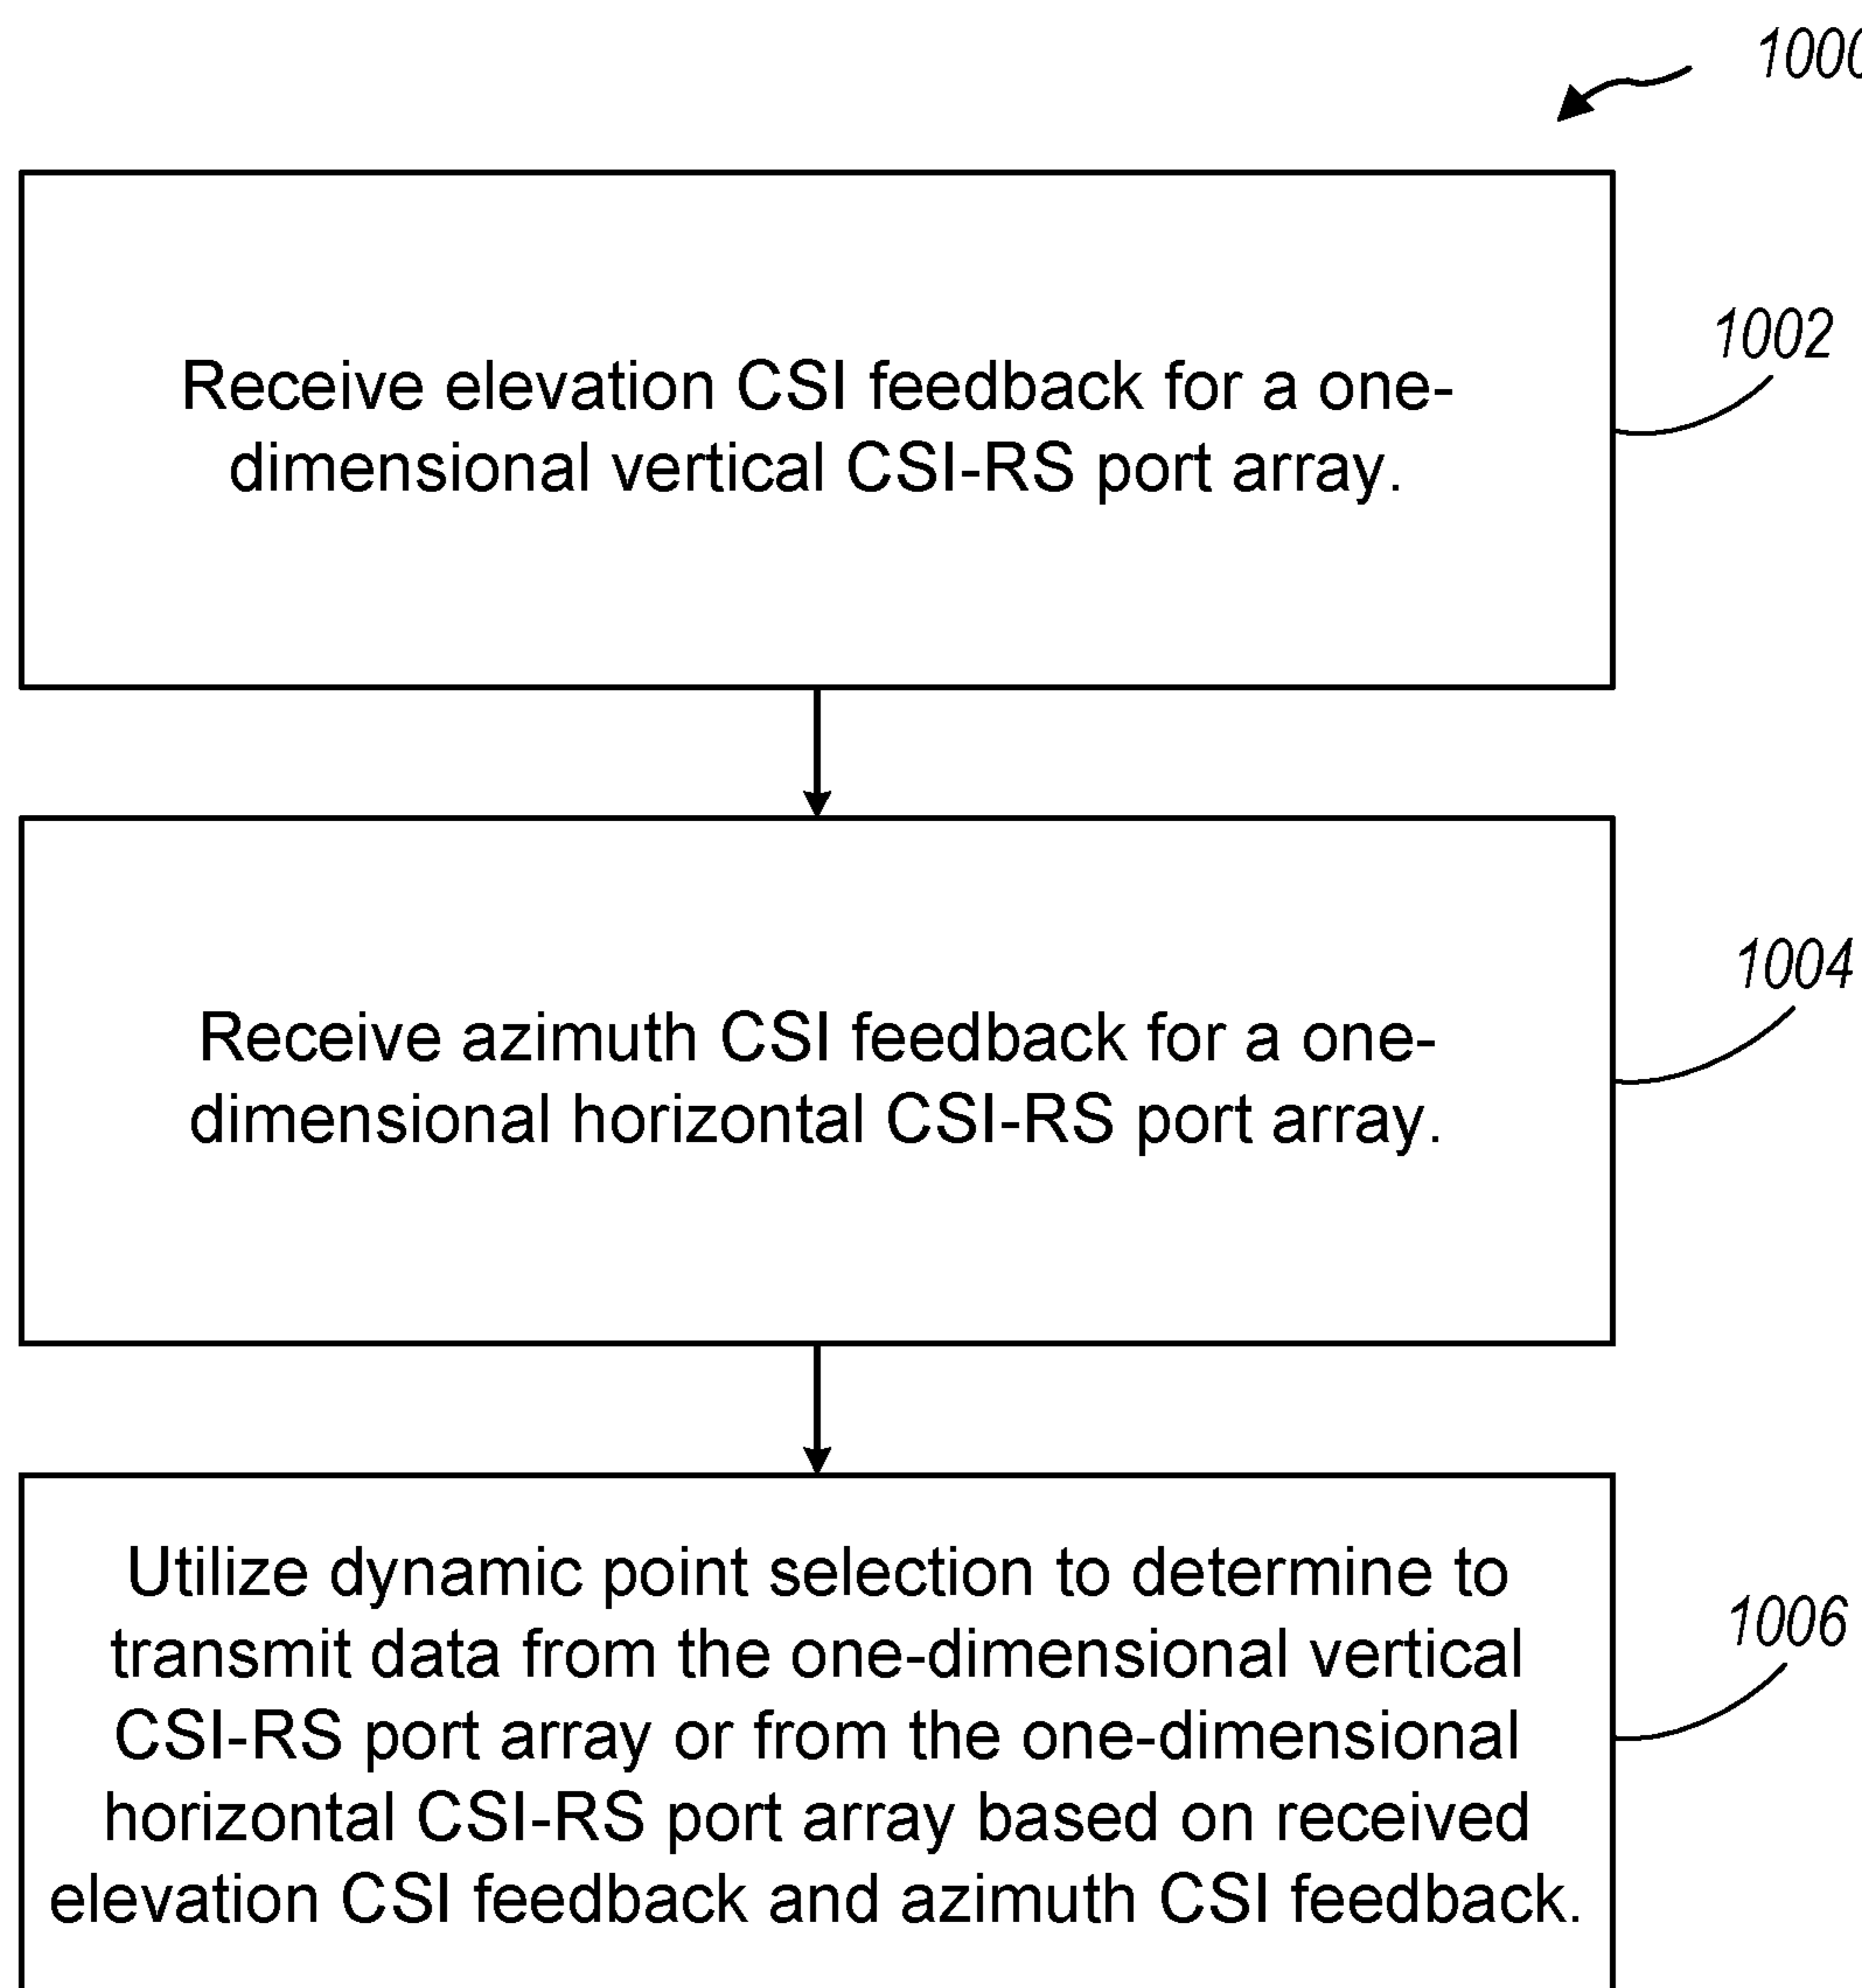 1000
Receive elevation CSI feedback for a one-
dimensional vertical CSI-RS port array.
1002
Receive azimuth CSI feedback for a one-
dimensional horizontal CSI-RS port array.
1004
Utilize dynamic point selection to determine to
transmit data from the one-dimensional vertical
CSI-RS port array or from the one-dimensional
horizontal CSI-RS port array based on received
elevation CSI feedback and azimuth CSI feedback.
1006